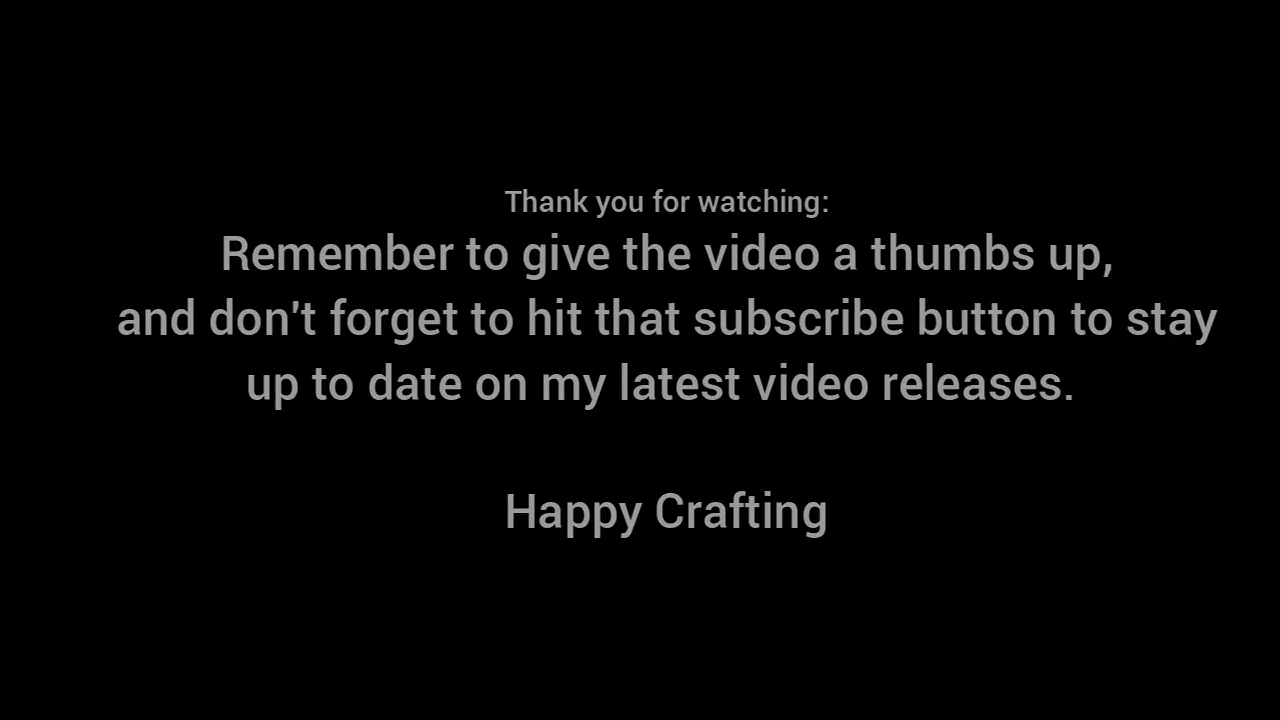 Thank you for watching:
Remember to give the video a thumbs up,
and don't forget to hit that subscribe button to stay
up to date on my latest video releases.
Happy Crafting